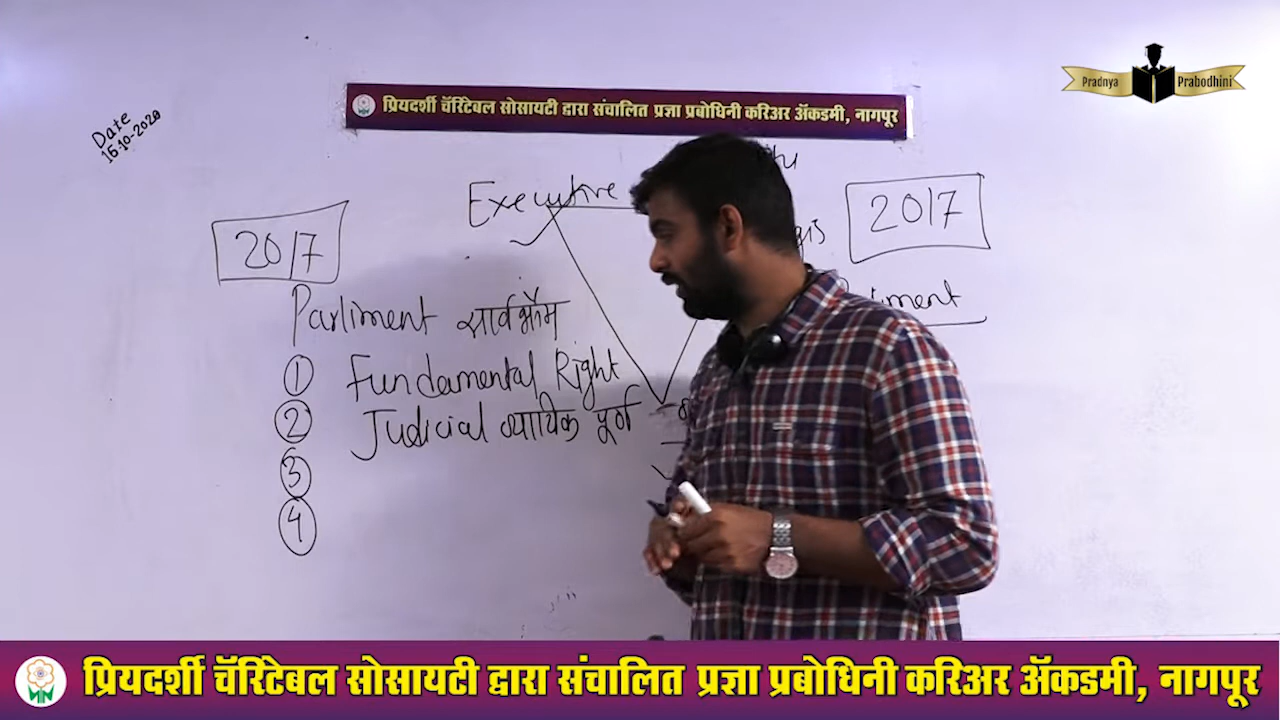 Pradnya Prabodhini
प्रियदर्शी चॅरिटेबल सोसायटी द्वारा संचालित प्रज्ञा प्रबोधिनी करिअर ॲकडमी, नागपूर
Date
15-10-2020
Executive
2017
2017
Parliment सार्वभौम
① Fundamental Right
② Judicial न्यायिक पूर्ण
③
④
प्रियदर्शी चॅरिटेबल सोसायटी द्वारा संचालित प्रज्ञा प्रबोधिनी करिअर ॲकडमी, नागपूर